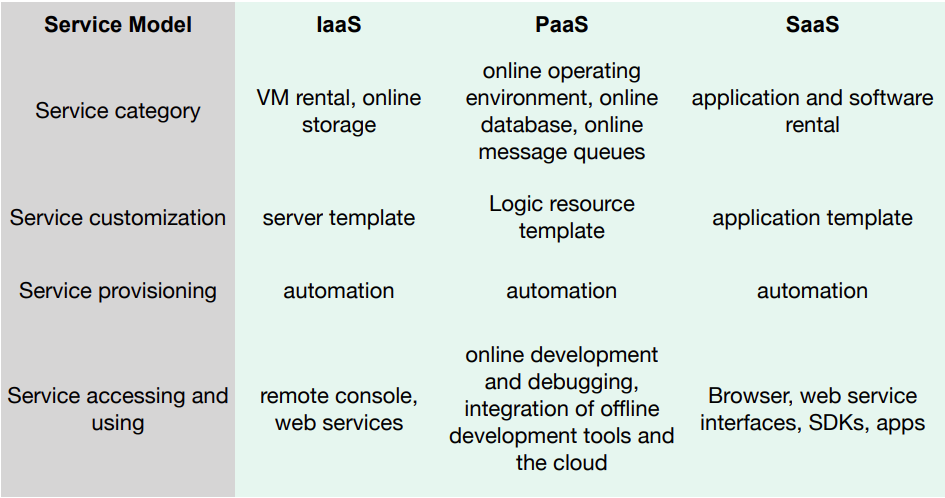 Service Model IaaS PaaS SaaS
Service category
VM rental, online
storage
online operating
environment, online
database, online
message queues
application and software
rental
Service customization
server template
Logic resource
template
application template
Service provisioning
automation
automation
automation
Service accessing and
using
remote console,
web services
online development
and debugging,
integration of offline
development tools and
the cloud
Browser, web service
interfaces, SDKs, apps